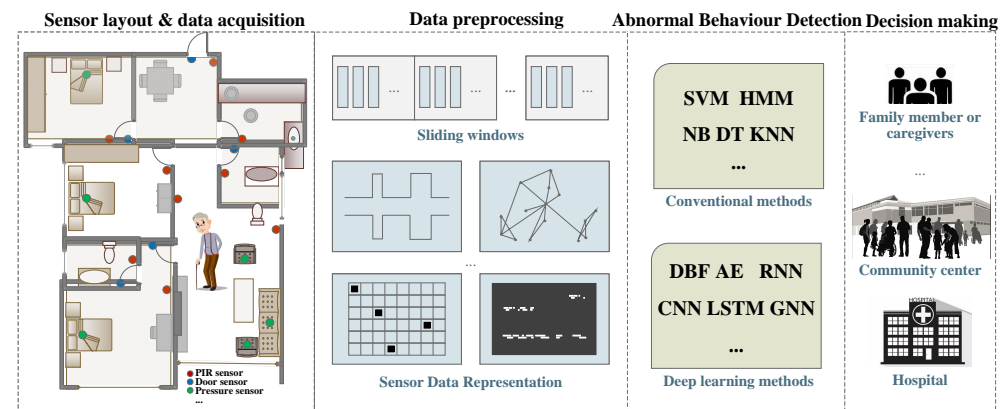 Sensor layout & data acquisition
Data preprocessing
Abnormal Behaviour Detection
Decision making
PIR sensor
Door sensor
Pressure sensor
...
... ... ... ...
Sliding windows
...
Sensor Data Representation
SVM HMM
NB DT KNN
...
Conventional methods
DBF AE RNN
CNN LSTM GNN
...
Deep learning methods
Family member or
caregivers
...
Community center
HOSPITAL
Hospital